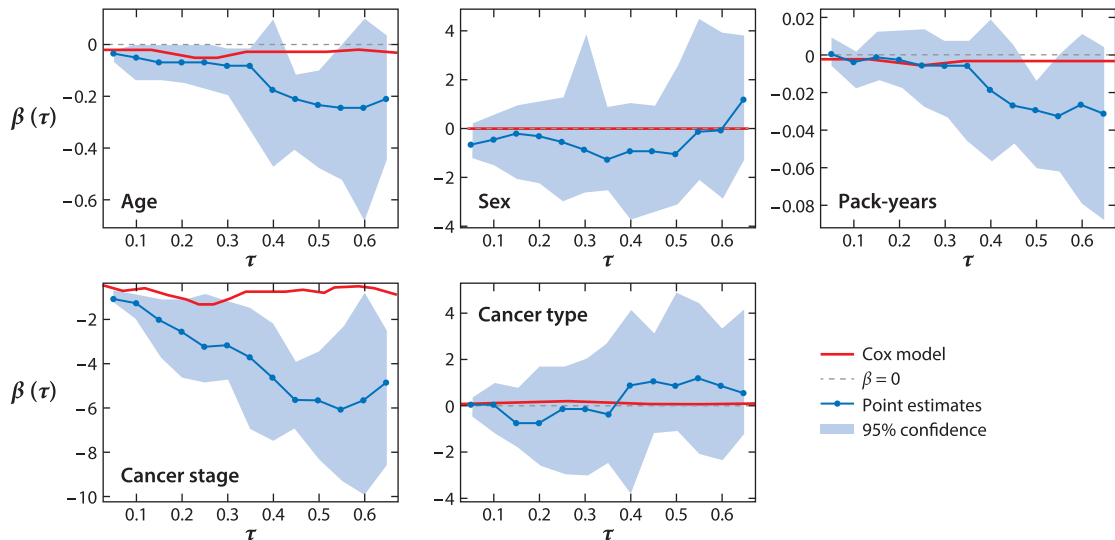 β (τ)
0
−0.2
−0.4
−0.6
Age
0.1 0.2 0.3 0.4 0.5 0.6
τ
4
2
0
−2
−4
Sex
0.1 0.2 0.3 0.4 0.5 0.6
τ
0.02
0
−0.02
−0.04
−0.06
−0.08
Pack-years
0.1 0.2 0.3 0.4 0.5 0.6
τ
β (τ)
−2
−4
−6
−8
−10
Cancer stage
0.1 0.2 0.3 0.4 0.5 0.6
τ
Cancer type
4
2
0
−2
−4
0.1 0.2 0.3 0.4 0.5 0.6
τ
Cox model
β = 0
Point estimates
95% confidence